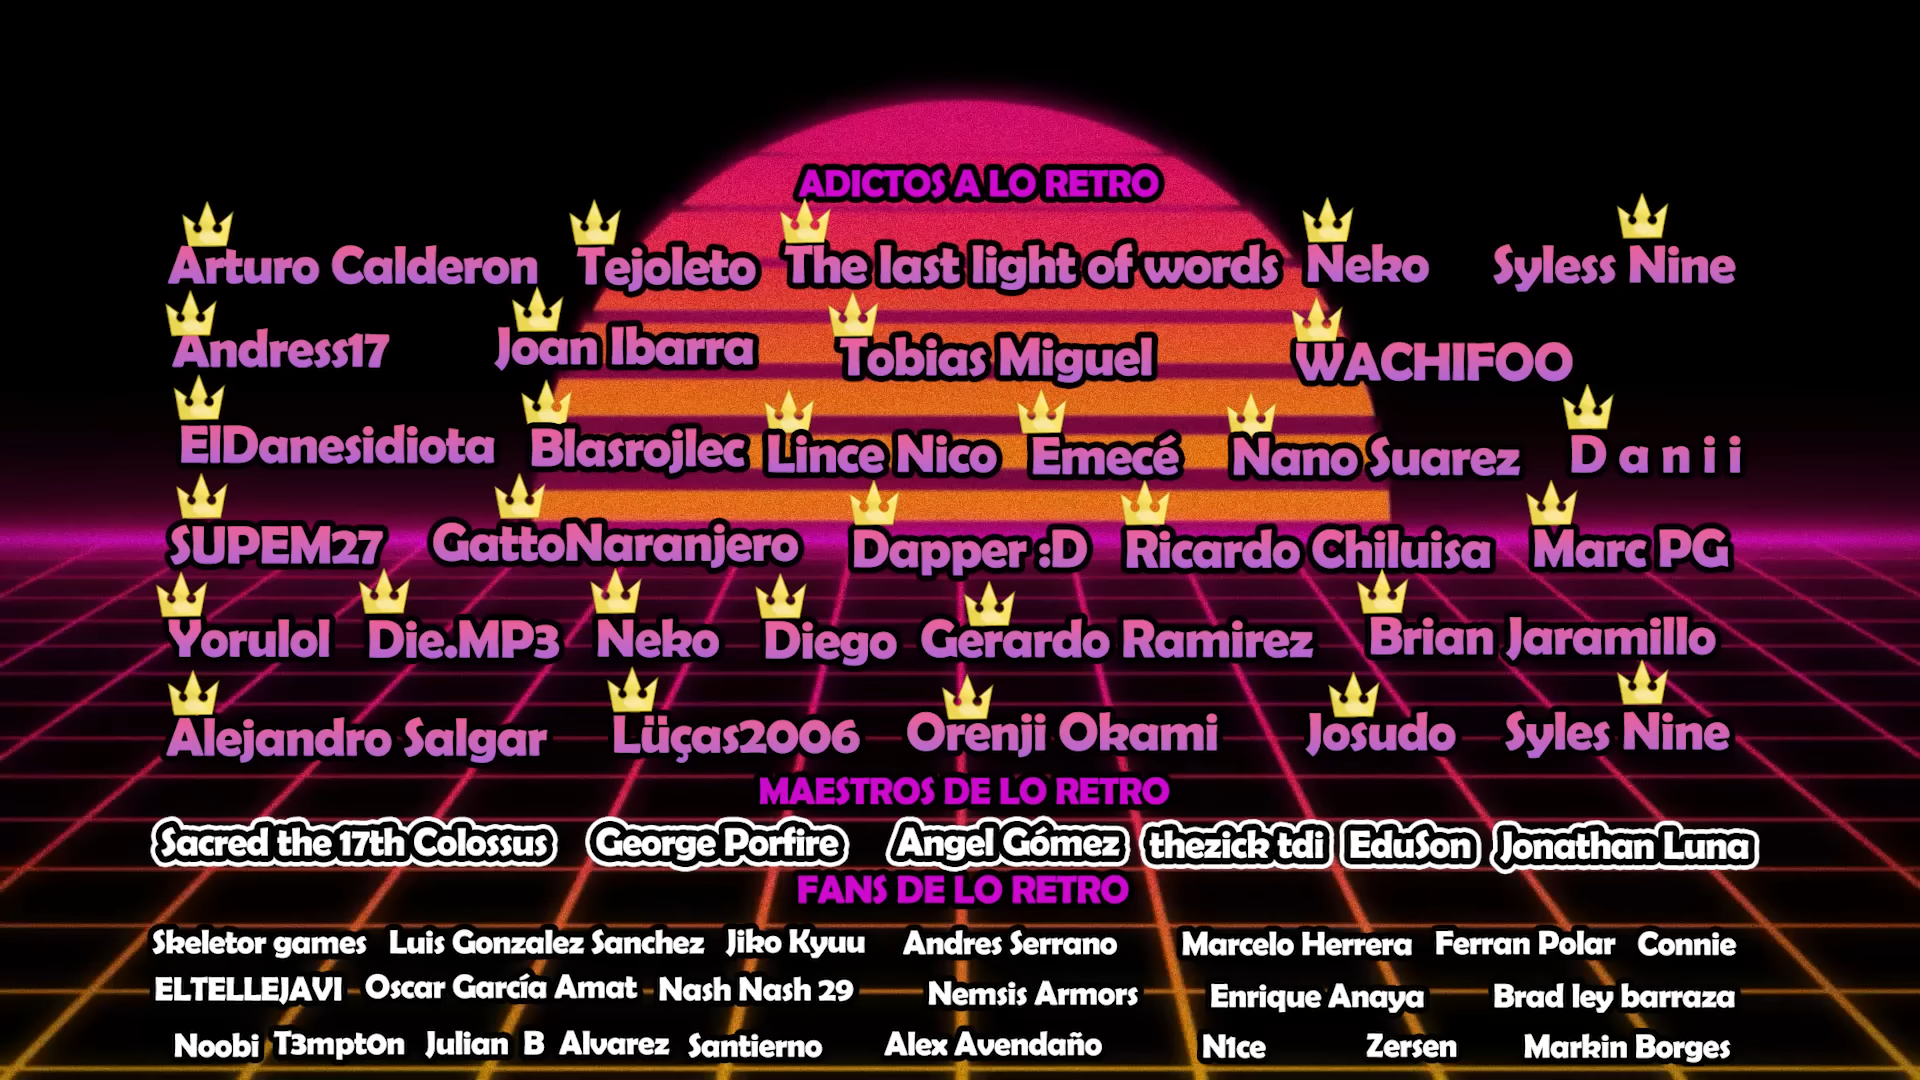 ADICTOS A LO RETRO
Arturo Calderon Tejoleto The last light of words Neko Syless Nine
Andress17 Joan Ibarra Tobias Miguel WACHIFOO
ElDanesidiota Blasrojlec Lince Nico Emecé Nano Suarez D a n i i
SUPEM27 GattoNaranjero Dapper :D Ricardo Chiluisa Marc PG
Yorulol Die.MP3 Neko Diego Gerardo Ramirez Brian Jaramillo
Alejandro Salgar Lüças2006 Orenji Okami Josudo Syles Nine
MAESTROS DE LO RETRO
Sacred the 17th Colossus George Porfire Angel Gómez thezick tdi EduSon Jonathan Luna
FANS DE LO RETRO
Skeletor games Luis Gonzalez Sanchez Jiko Kyuu Andres Serrano Marcelo Herrera Ferran Polar Connie
ELTELLEJAVI Oscar García Amat Nash Nash 29 Nemsis Armors Enrique Anaya Brad ley barraza
Noobi T3mpt0n Julian B Alvarez Santierno Alex Avendaño N1ce Zersen Markin Borges